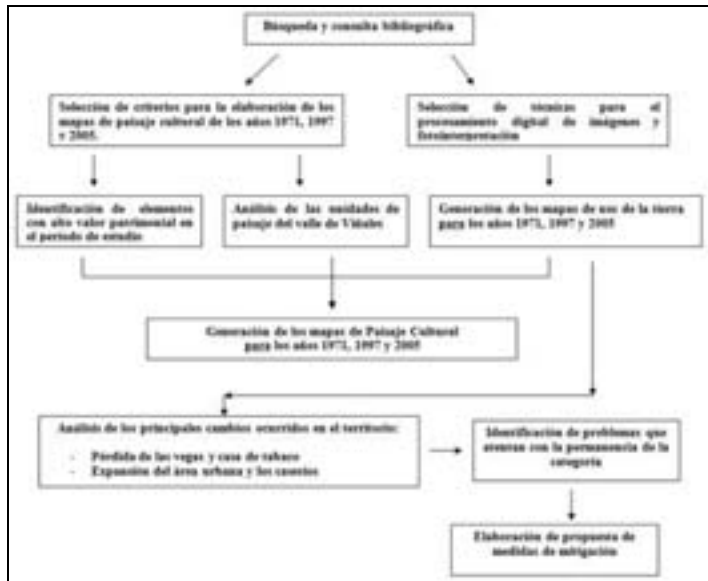 Búsqueda y consulta bibliográfica
Selección de criterios para la elaboración de los
mapas de paisaje cultural de los años 1971, 1997
y 2005.
Selección de técnicas para el
procesamiento digital de imágenes y
fotointerpretación
Identificación de elementos
con alto valor patrimonial en
el período de estudio
Análisis de las unidades de
paisaje del valle de Viñales
Generación de los mapas de uso de la tierra
para los años 1971, 1997 y 2005
Generación de los mapas de Paisaje Cultural
para los años 1971, 1997 y 2005
Análisis de los principales cambios ocurridos en el territorio:
- Pérdida de las vegas y casa de tabaco
- Expansión del área urbana y los caseríos
Identificación de problemas que
atentan con la permanencia de la
categoría
Elaboración de propuesta de
medidas de mitigación